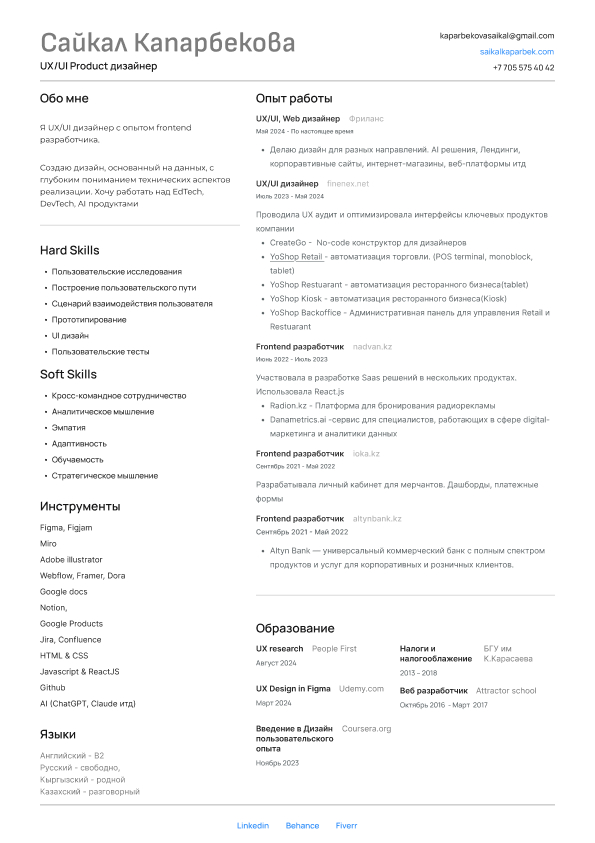 Сайкал Капарбекова
UX/UI Product дизайнер
kaparbekovasaikal@gmail.com
saikalkaparbek.com
+7 705 575 40 42
Обо мне
Я UX/UI дизайнер с опытом frontend
разработчика.
Создаю дизайн, основанный на данных, с
глубоким пониманием технических аспектов
реализации. Хочу работать над EdTech,
DevTech, AI продуктами
Hard Skills
• Пользовательские исследования
• Построение пользовательского пути
• Сценарий взаимодействия пользователя
• Прототипирование
• UI дизайн
• Пользовательские тесты
Soft Skills
• Кросс-командное сотрудничество
• Аналитическое мышление
• Эмпатия
• Адаптивность
• Обучаемость
• Стратегическое мышление
Инструменты
Figma, Figjam
Miro
Adobe illustrator
Webflow, Framer, Dora
Google docs
Notion,
Google Products
Jira, Confluence
HTML & CSS
Javascript & ReactJS
Github
AI (ChatGPT, Claude итд)
Языки
Английский - B2
Русский - свободно,
Кыргызский - родной
Казахский - разговорный
Опыт работы
UX/UI, Web дизайнер Фриланс
Май 2024 - По настоящее время
• Делаю дизайн для разных направлений. AI решения, Лендинги,
корпоравтивные сайты, интернет-магазины, веб-платформы итд
UX/UI дизайнер finenex.net
Июль 2023 - Май 2024
Проводила UX аудит и оптимизировала интерфейсы ключевых продуктов
компании
• CreateGo - No-code конструктор для дизайнеров
• YoShop Retail - автоматизация торговли. (POS terminal, monoblock,
tablet)
• YoShop Restuarant - автоматизация ресторанного бизнеса(tablet)
• YoShop Kiosk - автоматизация ресторанного бизнеса(Kiosk)
• YoShop Backoffice - Административная панель для управления Retail и
Restuarant
Frontend разработчик nadvan.kz
Июнь 2022 - Июль 2023
Участвовала в разработке Saas решений в нескольких продуктах.
Использовала React.js
• Radion.kz - Платформа для бронирования радиорекламы
• Danametrics.ai -сервис для специалистов, работающих в сфере digital-
маркетинга и аналитики данных
Frontend разработчик ioka.kz
Сентябрь 2021 - Май 2022
Разрабатывала личный кабинет для мерчантов. Дашборды, платежные
формы
Frontend разработчик altynbank.kz
Сентябрь 2021 - Май 2022
• Altyn Bank — универсальный коммерческий банк с полным спектром
продуктов и услуг для корпоративных и розничных клиентов.
Образование
UX research People First
Август 2024
UX Design in Figma Udemy.com
Март 2024
Введение в Дизайн Coursera.org
пользовательского
опыта
Ноябрь 2023
Налоги и БГУ им
налогооблажение К.Карасаева
2013 - 2018
Веб разработчик Attractor school
Октябрь 2016 - Март 2017
Linkedin Behance Fiverr